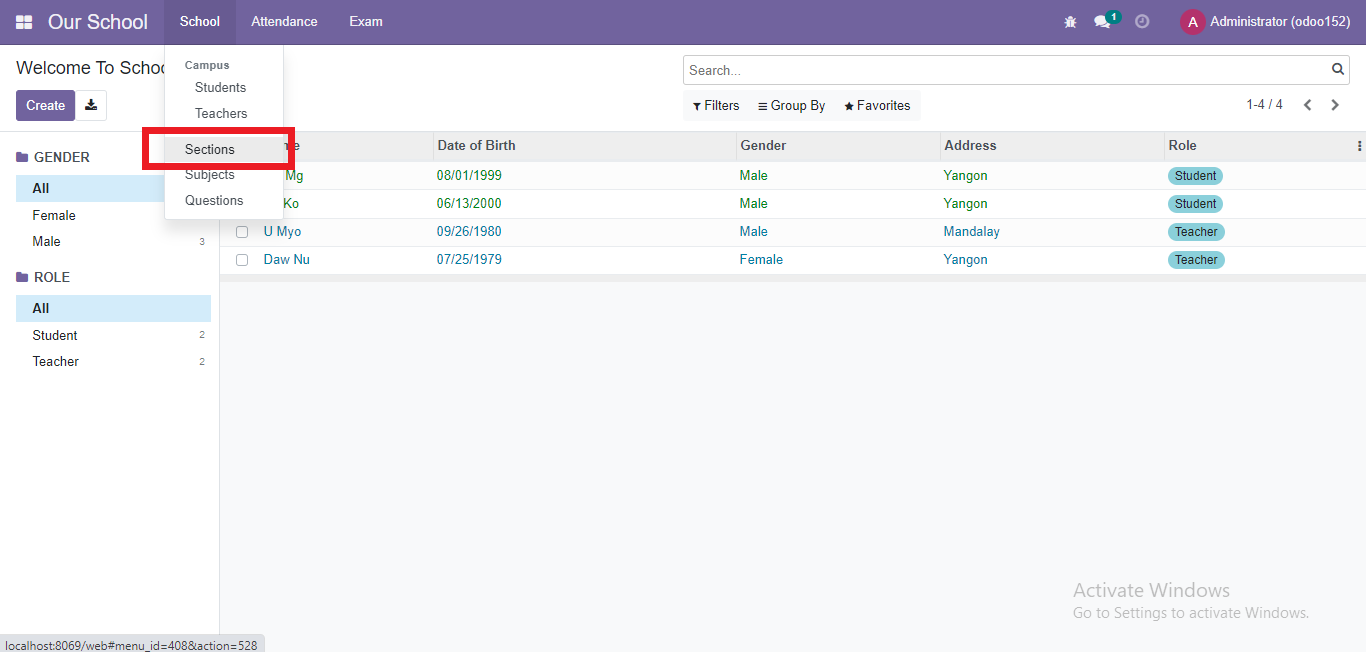 Our School School Attendance Exam 1 A Administrator (odoo152)
Welcome To Schoo
Search...
Create
Filters Group By Favorites 1-4 / 4
Campus
Students
Teachers
Sections
Subjects
Questions
GENDER
All
Female
Male 3
ROLE
All
Student 2
Teacher 2
me Date of Birth Gender Address Role
Mg 08/01/1999 Male Yangon Student
Ko 06/13/2000 Male Yangon Student
U Myo 09/26/1980 Male Mandalay Teacher
Daw Nu 07/25/1979 Female Yangon Teacher
Activate Windows
Go to Settings to activate Windows.
localhost:8069/web#menu_id=408&action=528